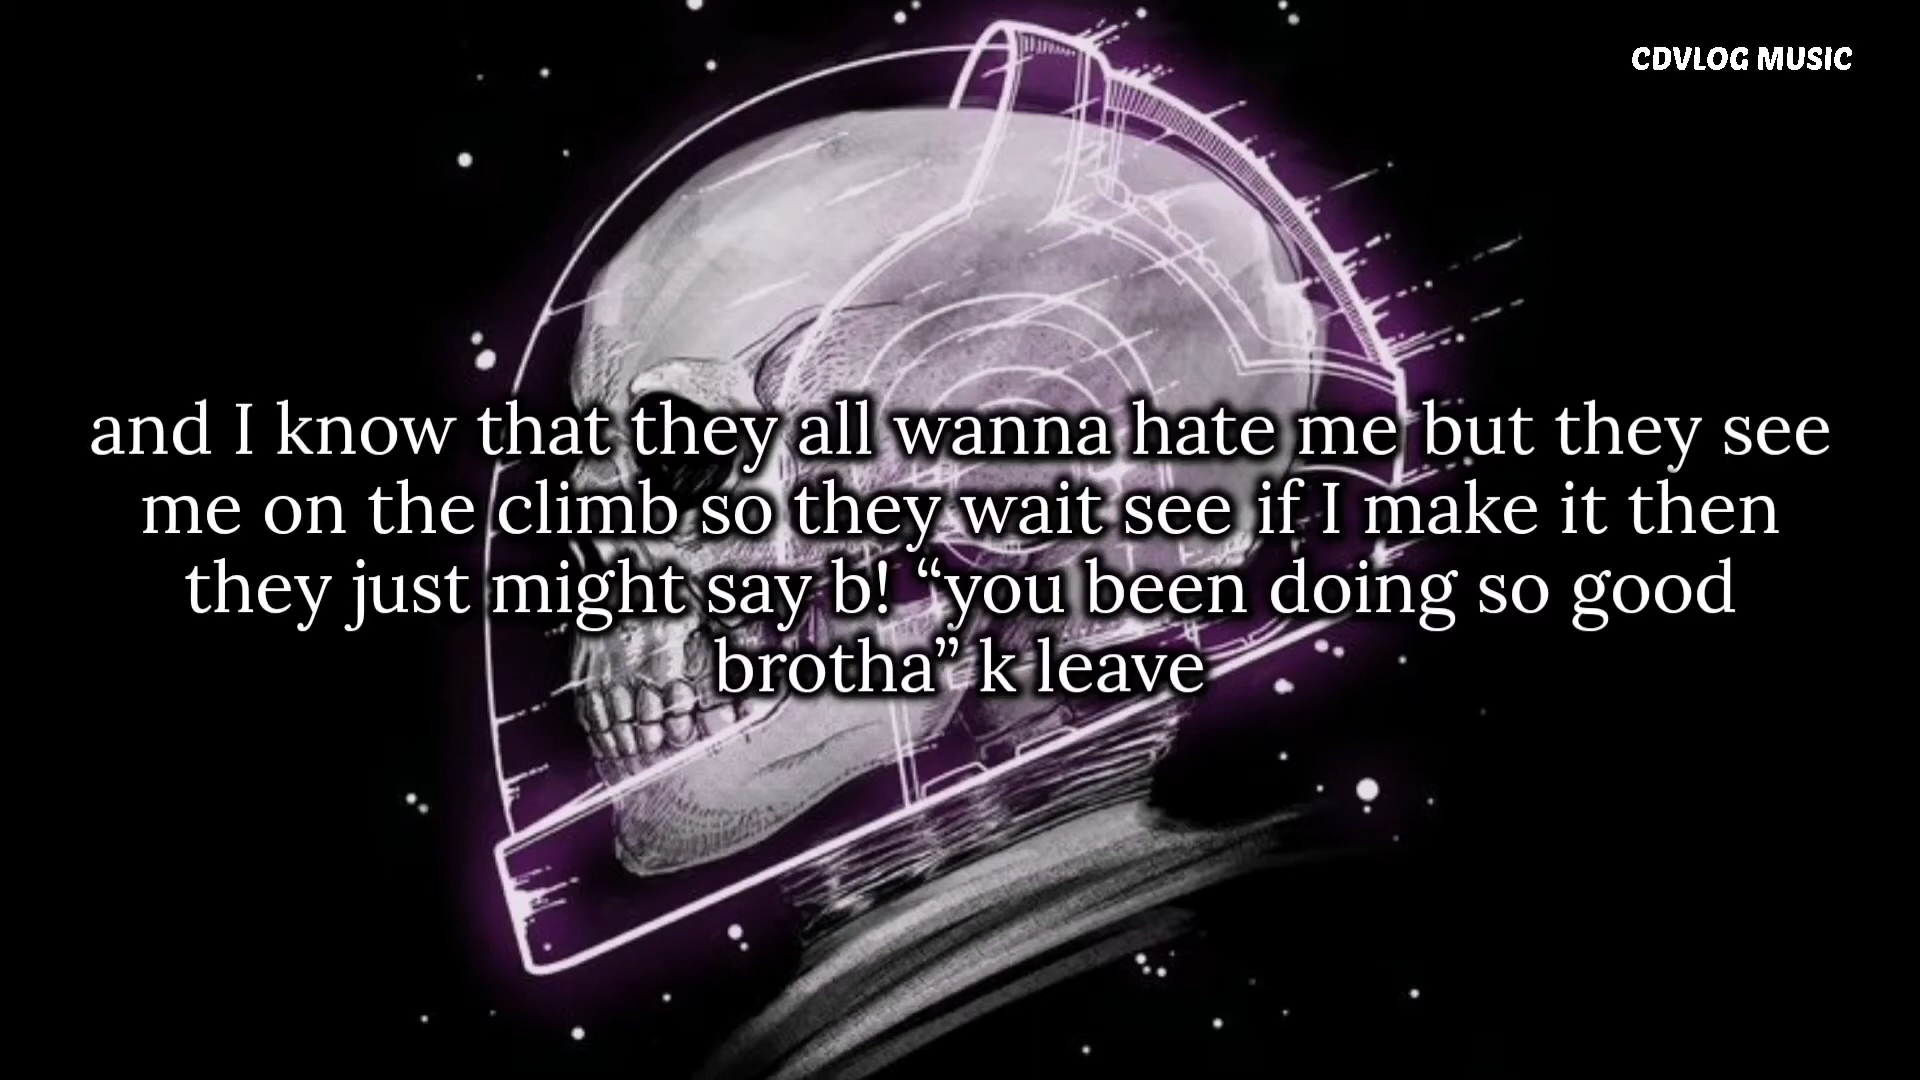 CDVLOG MUSIC
and I know that they all wanna hate me but they see
me on the climb so they wait see if I make it then
they just might say b! “you been doing so good
brotha” k leave